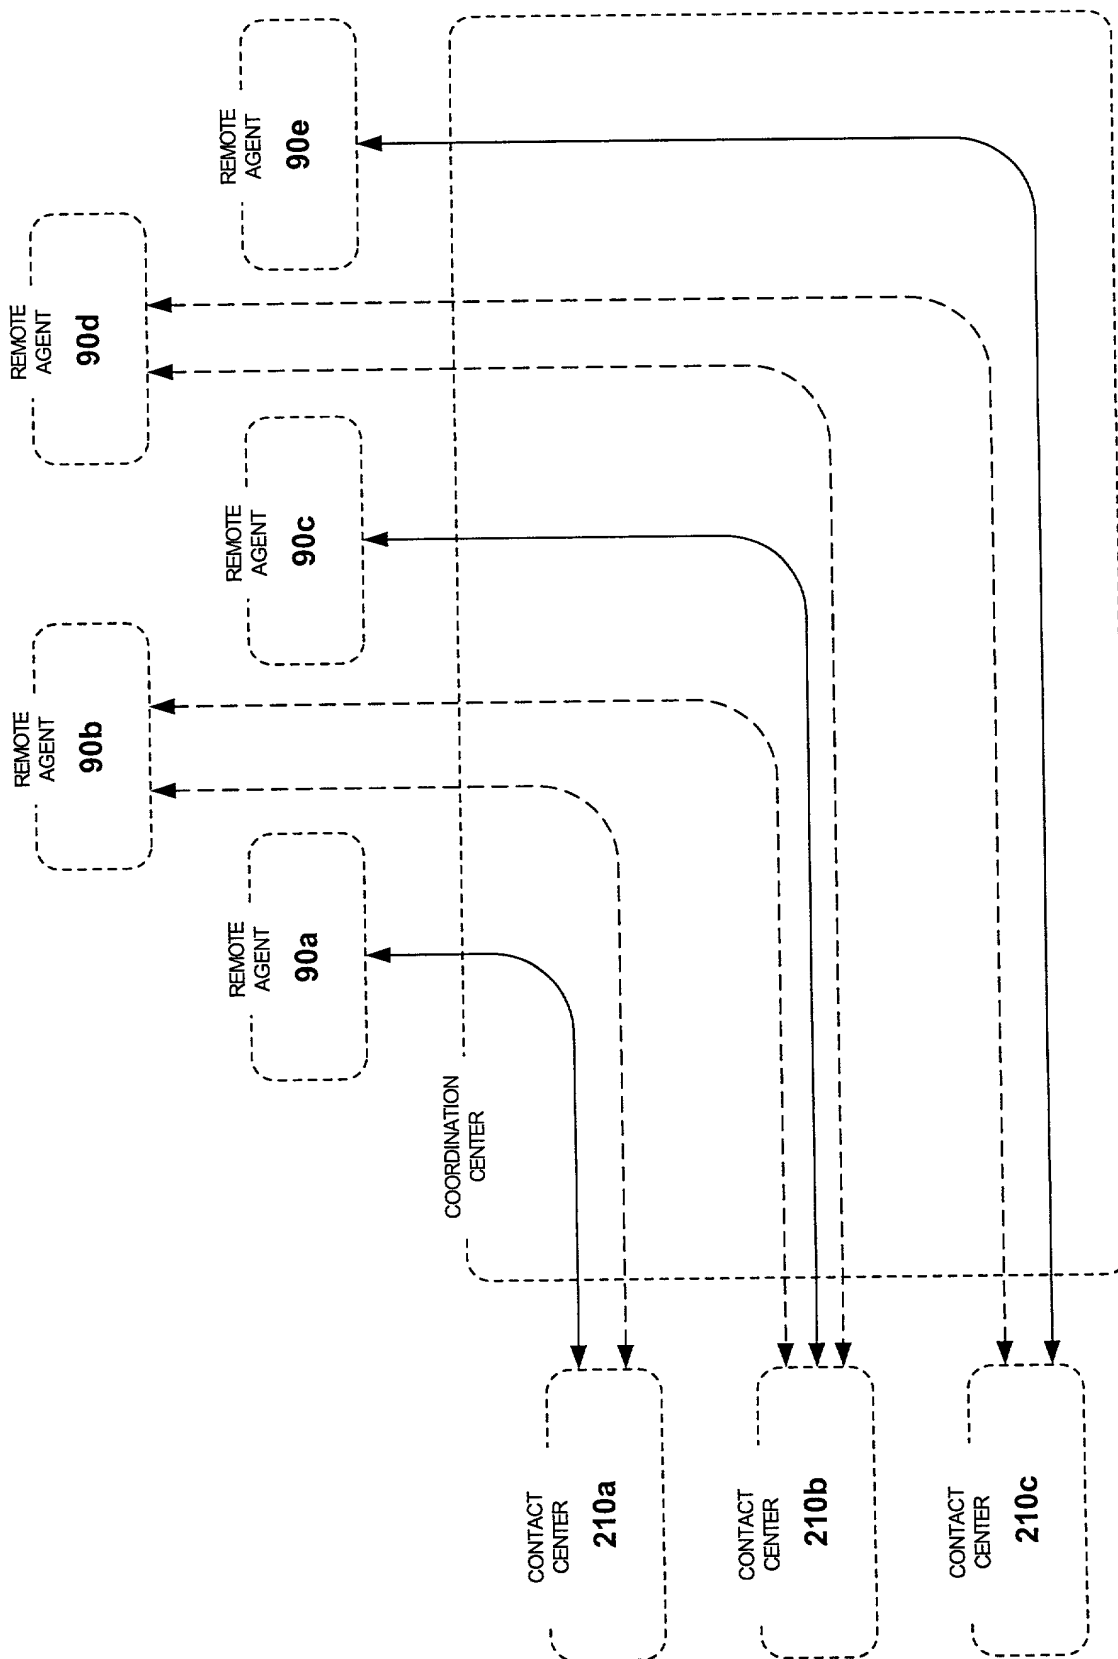 REMOTE
AGENT
90b
REMOTE
AGENT
90d
REMOTE
AGENT
90a
REMOTE
AGENT
90c
REMOTE
AGENT
90e
COORDINATION
CENTER
CONTACT
CENTER
210a
CONTACT
CENTER
210b
CONTACT
CENTER
210c